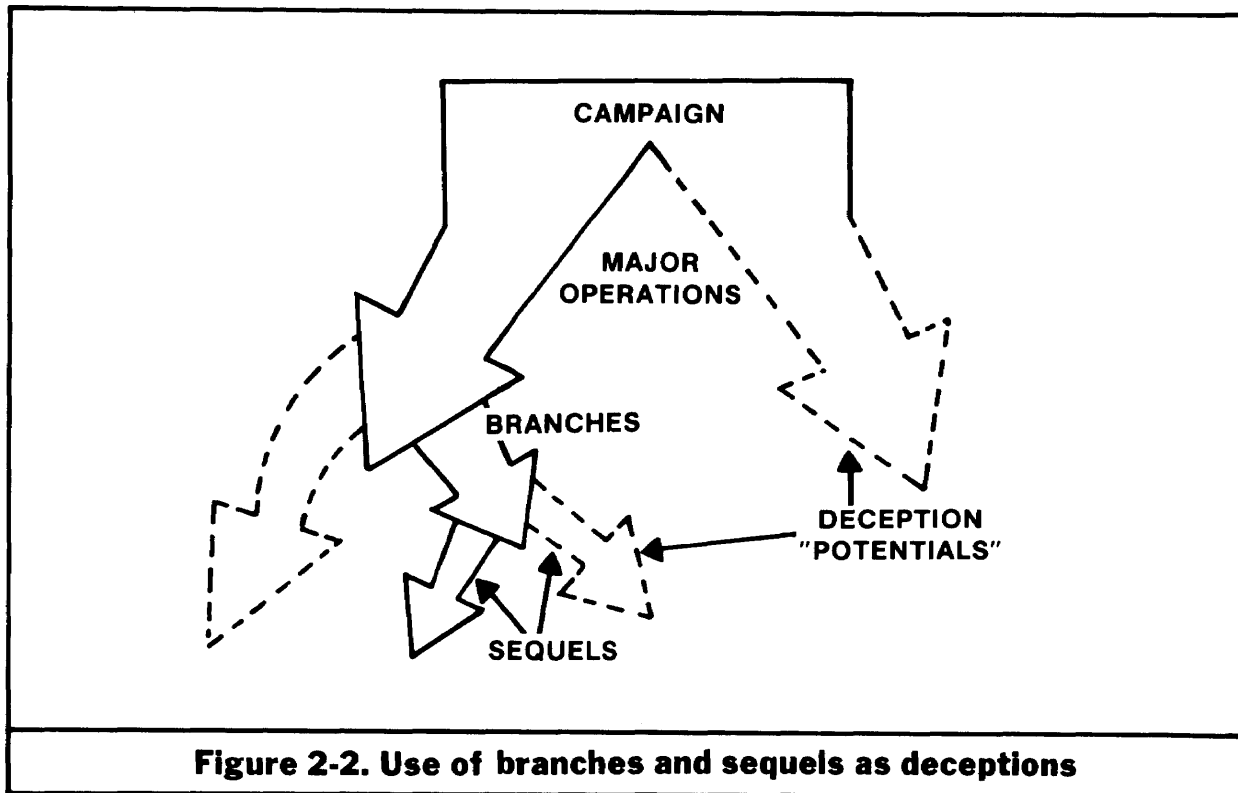 CAMPAIGN
MAJOR
OPERATIONS
BRANCHES
DECEPTION
"POTENTIALS"
SEQUELS
Figure 2-2. Use of branches and sequels as deceptions